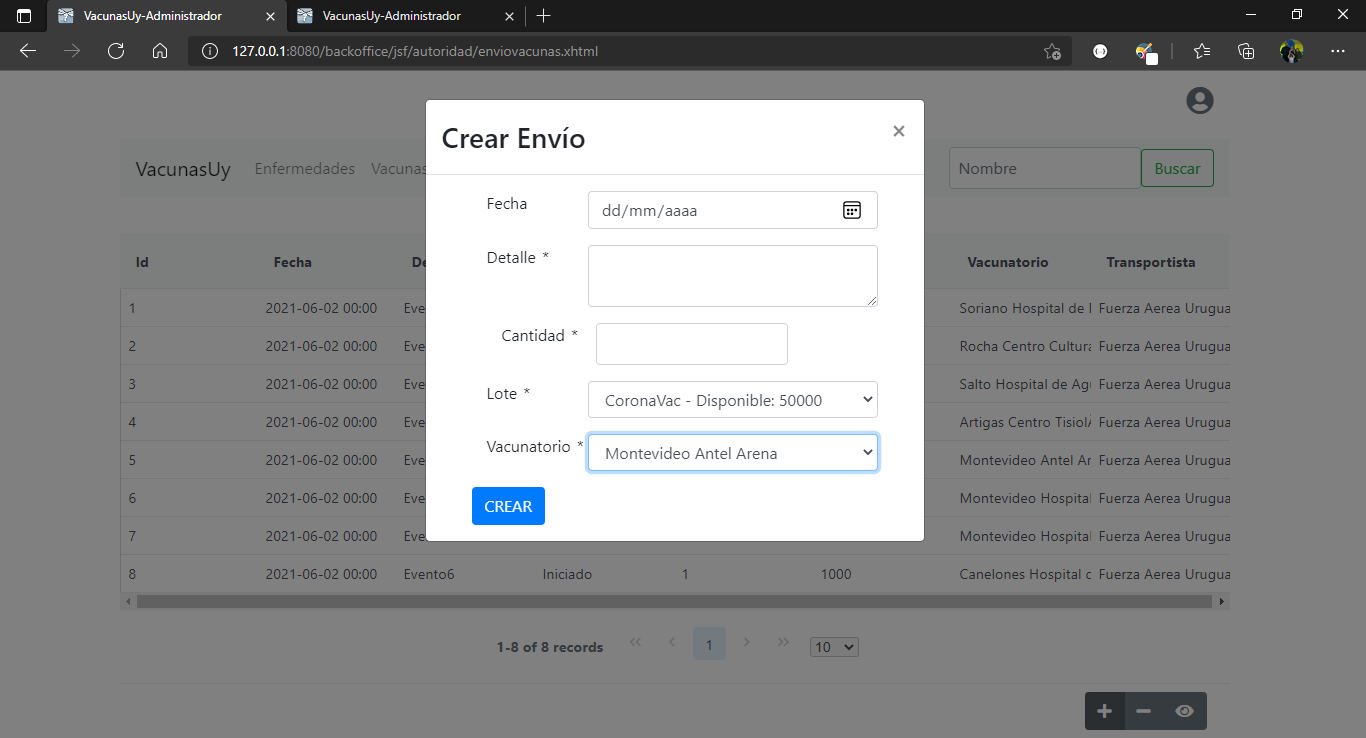 VacunasUy-Administrador
VacunasUy-Administrador
127.0.0.1:8080/backoffice/jsf/autoridad/enviovacunas.xhtml
Crear Envío
VacunasUy Enfermedades Vacunas
Nombre Buscar
Fecha dd/mm/aaaa
Detalle *
Cantidad *
Lote * CoronaVac - Disponible: 50000
Vacunatorio * Montevideo Antel Arena
CREAR
Id Fecha De Vacunatorio Transportista
1 2021-06-02 00:00 Eve Soriano Hospital de Fuerza Aerea Urugua
2 2021-06-02 00:00 Eve Rocha Centro Cultura Fuerza Aerea Urugua
3 2021-06-02 00:00 Eve Salto Hospital de Ag Fuerza Aerea Urugua
4 2021-06-02 00:00 Eve Artigas Centro Tisiol Fuerza Aerea Urugua
5 2021-06-02 00:00 Eve Montevideo Antel Ar Fuerza Aerea Urugua
6 2021-06-02 00:00 Eve Montevideo Hospital Fuerza Aerea Urugua
7 2021-06-02 00:00 Eve Montevideo Hospital Fuerza Aerea Urugua
8 2021-06-02 00:00 Evento6 Iniciado 1 1000 Canelones Hospital Fuerza Aerea Urugua
1-8 of 8 records 1 10